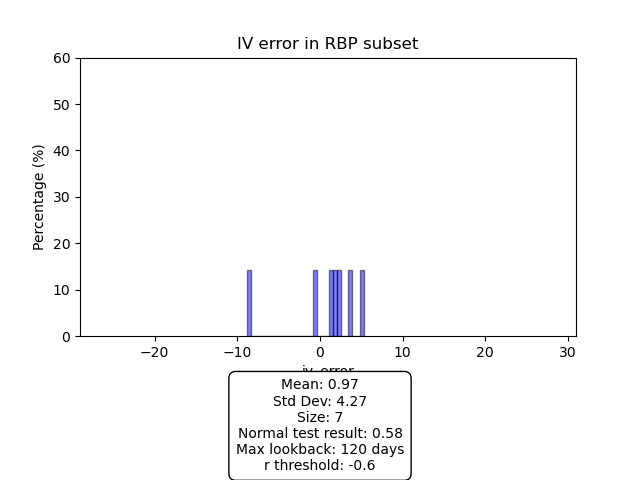 IV error in RBP subset
Percentage (%)
60
50
40
30
20
10
0
−20
−10
0
10
20
30
iv_error
Mean: 0.97
Std Dev: 4.27
Size: 7
Normal test result: 0.58
Max lookback: 120 days
r threshold: -0.6